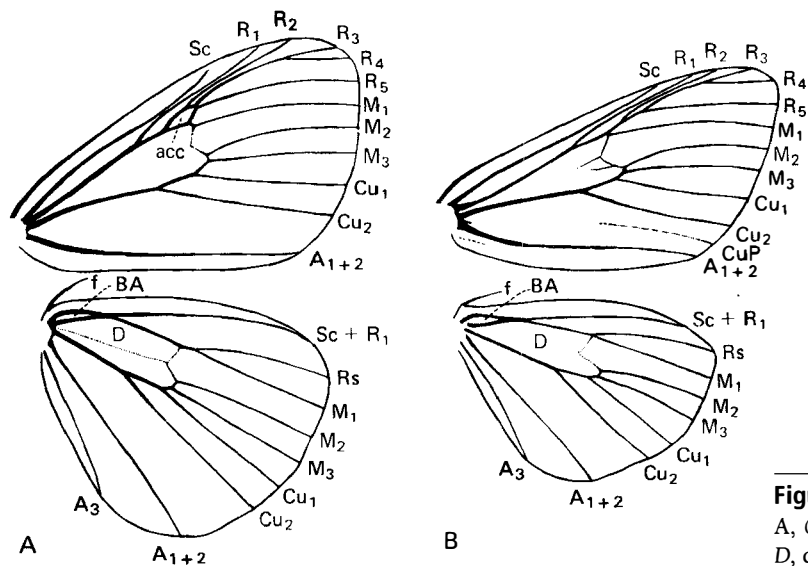 Sc
R1
R2
R3
R4
R5
M1
M2
M3
Cu1
Cu2
A1+2
acc
f
BA
D
Sc + R1
Rs
M1
M2
M3
Cu1
Cu2
A1+2
A3
A
Sc
R1
R2
R3
R4
R5
M1
M2
M3
Cu1
Cu2
CuP
A1+2
f
BA
D
Sc + R1
Rs
M1
M2
M3
Cu1
Cu2
A1+2
A3
B
Figu
A,
D,